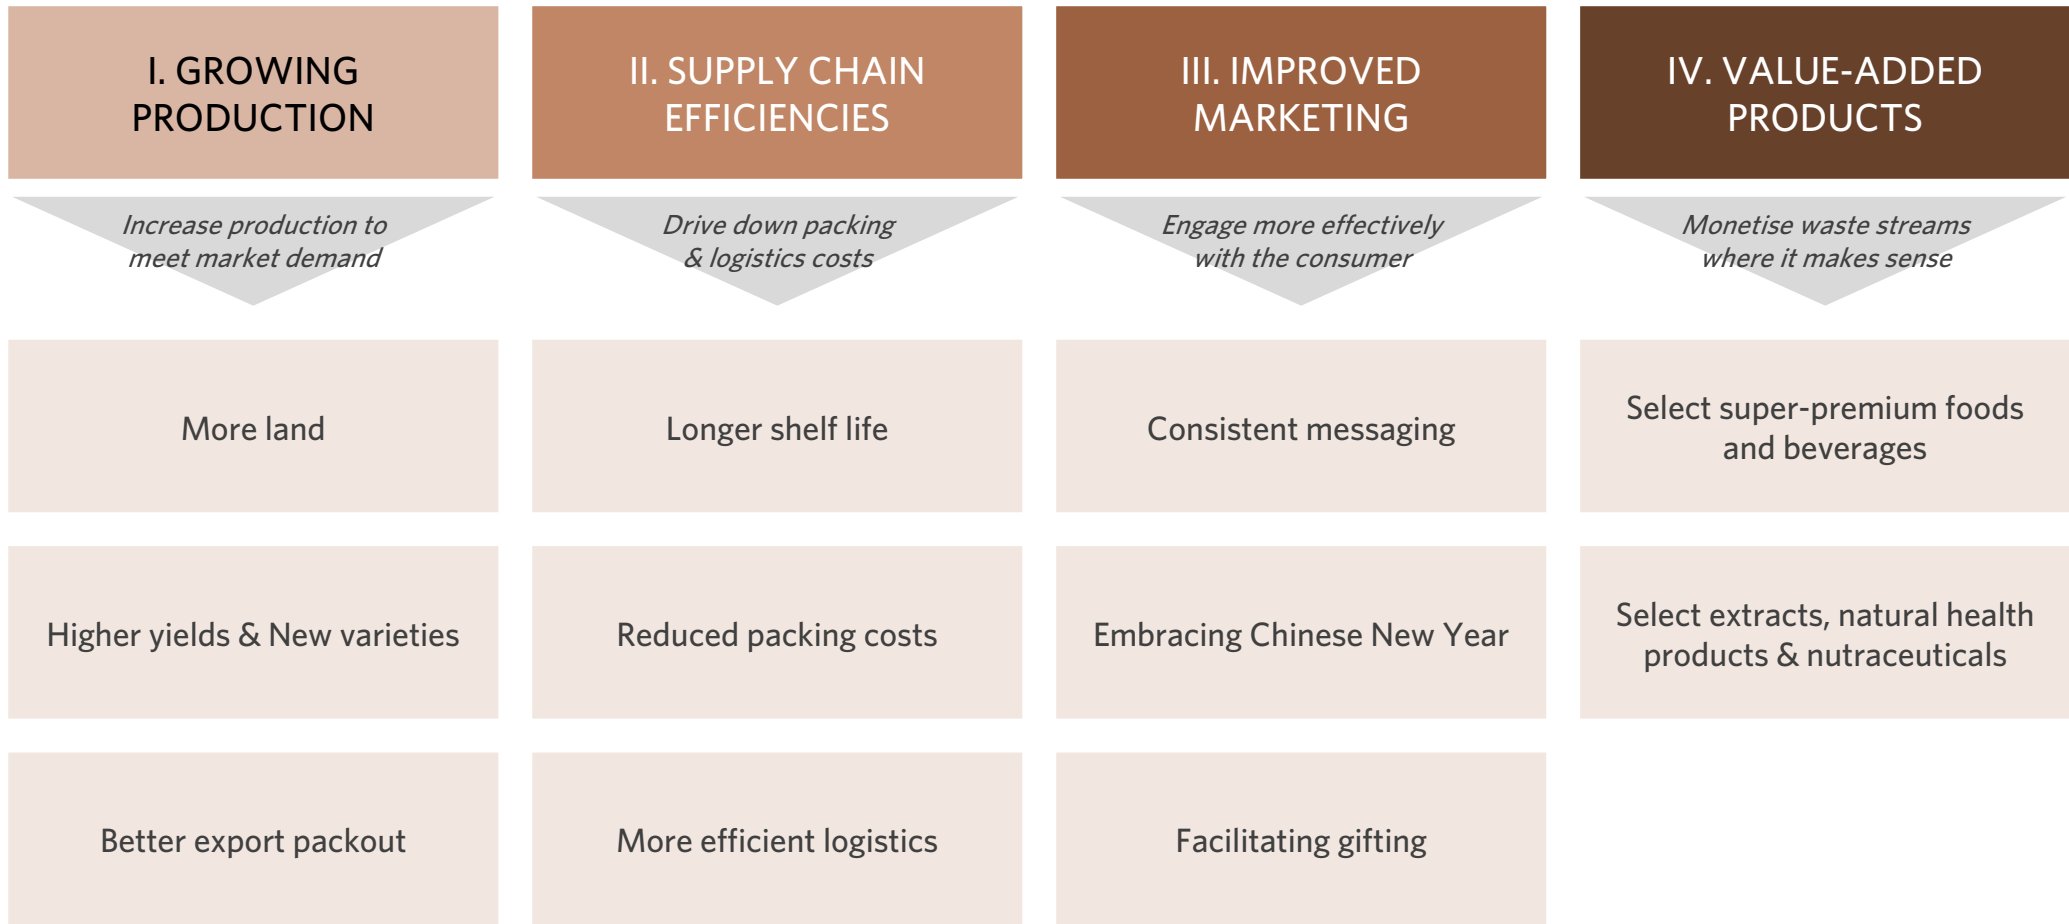 I. GROWING
PRODUCTION
II. SUPPLY CHAIN
EFFICIENCIES
III. IMPROVED
MARKETING
IV. VALUE-ADDED
PRODUCTS
Increase production to
meet market demand
Drive down packing
& logistics costs
Engage more effectively
with the consumer
Monetise waste streams
where it makes sense
More land
Longer shelf life
Consistent messaging
Select super-premium foods
and beverages
Higher yields & New varieties
Reduced packing costs
Embracing Chinese New Year
Select extracts, natural health
products & nutraceuticals
Better export packout
More efficient logistics
Facilitating gifting